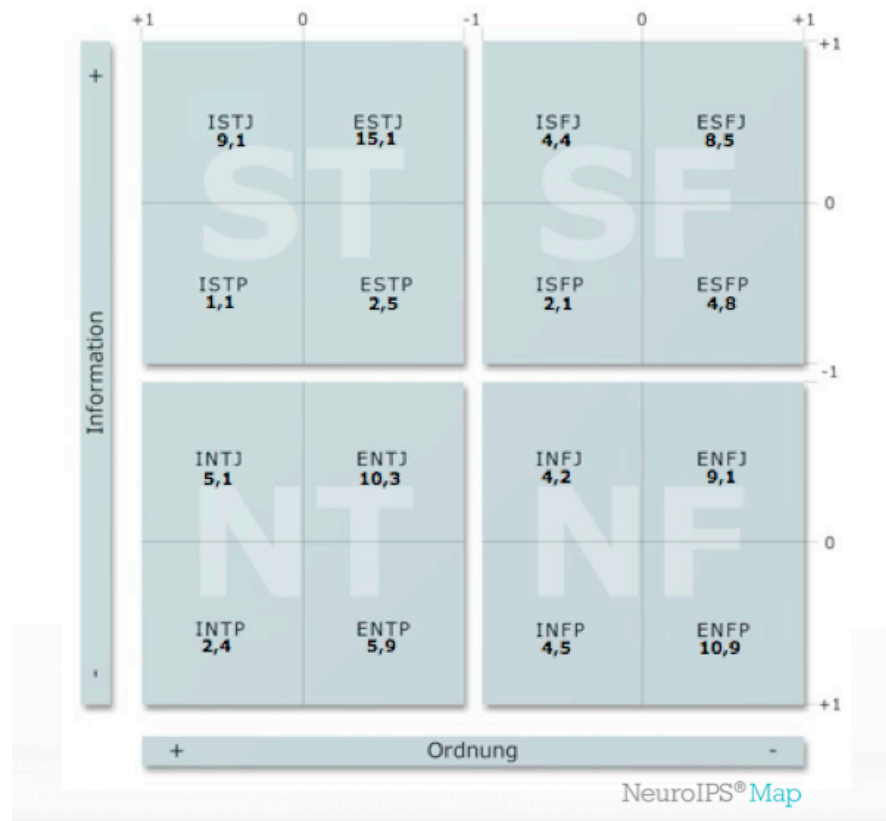 +1 0 -1 0 +1
+1
+
ISTJ ESTJ ISFJ ESFJ
9,1 15,1 4,4 8,5
ST SF
0
ISTP ESTP ISFP ESFP
1,1 2,5 2,1 4,8
Information
-1
INTJ ENTJ INFJ ENFJ
5,1 10,3 4,2 9,1
NT NF
0
INTP ENTP INFP ENFP
2,4 5,9 4,5 10,9
-
+1
+ Ordnung -
NeuroIPS® Map